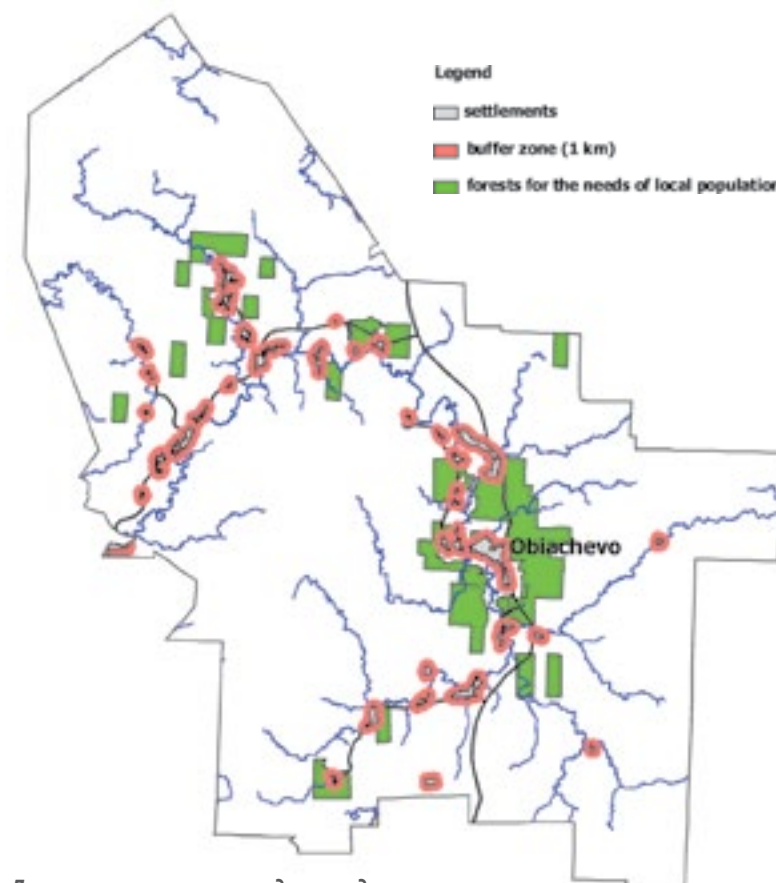 Legend
settlements
buffer zone (1 km)
forests for the needs of local population
Obiachevo